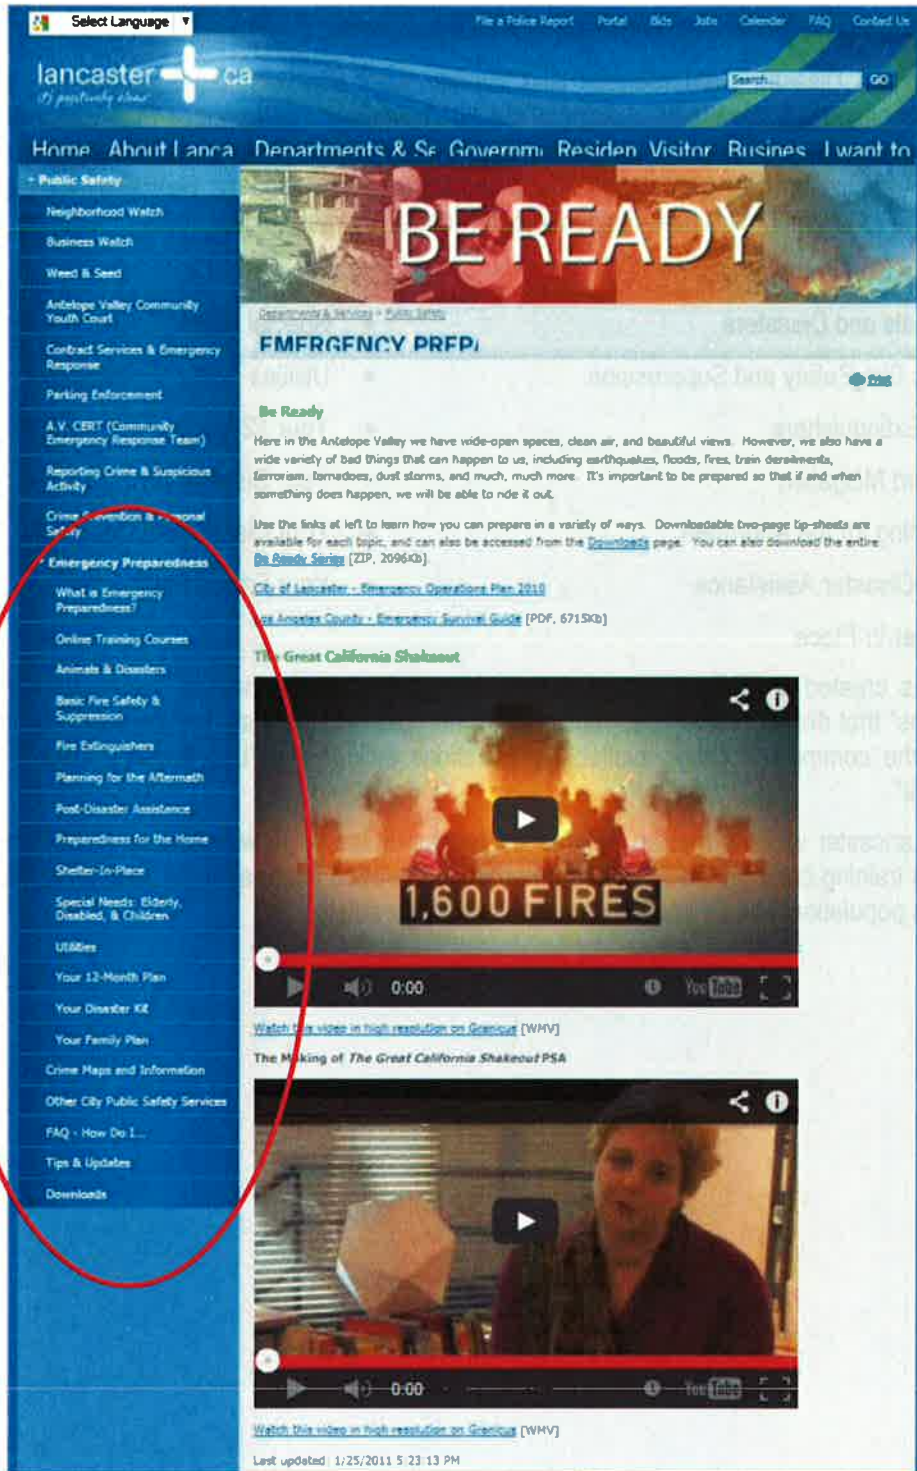 Select Language ▼
File a Police Report Portal Bids Jobs Calendar FAQ Contact Us
lancaster ca
it's positively clear
Search... GO
Home About Lanca Departments & Se Governm Residen Visitor Busines I want to
Public Safety
Neighborhood Watch
Business Watch
Weed & Seed
Antelope Valley Community
Youth Court
Contract Services & Emergency
Response
Parking Enforcement
A.V. CERT (Community
Emergency Response Team)
Reporting Crime & Suspicious
Activity
Crime Prevention & Personal
Safety
Emergency Preparedness
What is Emergency
Preparedness?
Online Training Courses
Animals & Disasters
Basic Fire Safety &
Suppression
Fire Extinguishers
Planning for the Aftermath
Post-Disaster Assistance
Preparedness for the Home
Shelter-In-Place
Special Needs: Elderly,
Disabled, & Children
Utilities
Your 12-Month Plan
Your Disaster Kit
Your Family Plan
Crime Maps and Information
Other City Public Safety Services
FAQ - How Do I...
Tips & Updates
Downloads
BE READY
Departments & Services > Public Safety
EMERGENCY PREPA
Print
Be Ready
Here in the Antelope Valley we have wide-open spaces, clean air, and beautiful views. However, we also have a
wide variety of bad things that can happen to us, including earthquakes, floods, fires, train derailments,
terrorism, tornadoes, dust storms, and much, much more. It's important to be prepared so that if and when
something does happen, we will be able to ride it out.
Use the links at left to learn how you can prepare in a variety of ways. Downloadable two-page tip-sheets are
available for each topic, and can also be accessed from the Downloads page. You can also download the entire
Be Ready Series [ZIP, 2096Kb].
City of Lancaster - Emergency Operations Plan 2010
Los Angeles County - Emergency Survival Guide [PDF, 6715Kb]
The Great California Shakeout
1,600 FIRES
0:00 YouTube
Watch this video in high resolution on Granicus [WMV]
The Making of The Great California Shakeout PSA
0:00 YouTube
Watch this video in high resolution on Granicus [WMV]
Last updated: 1/25/2011 5:23:13 PM